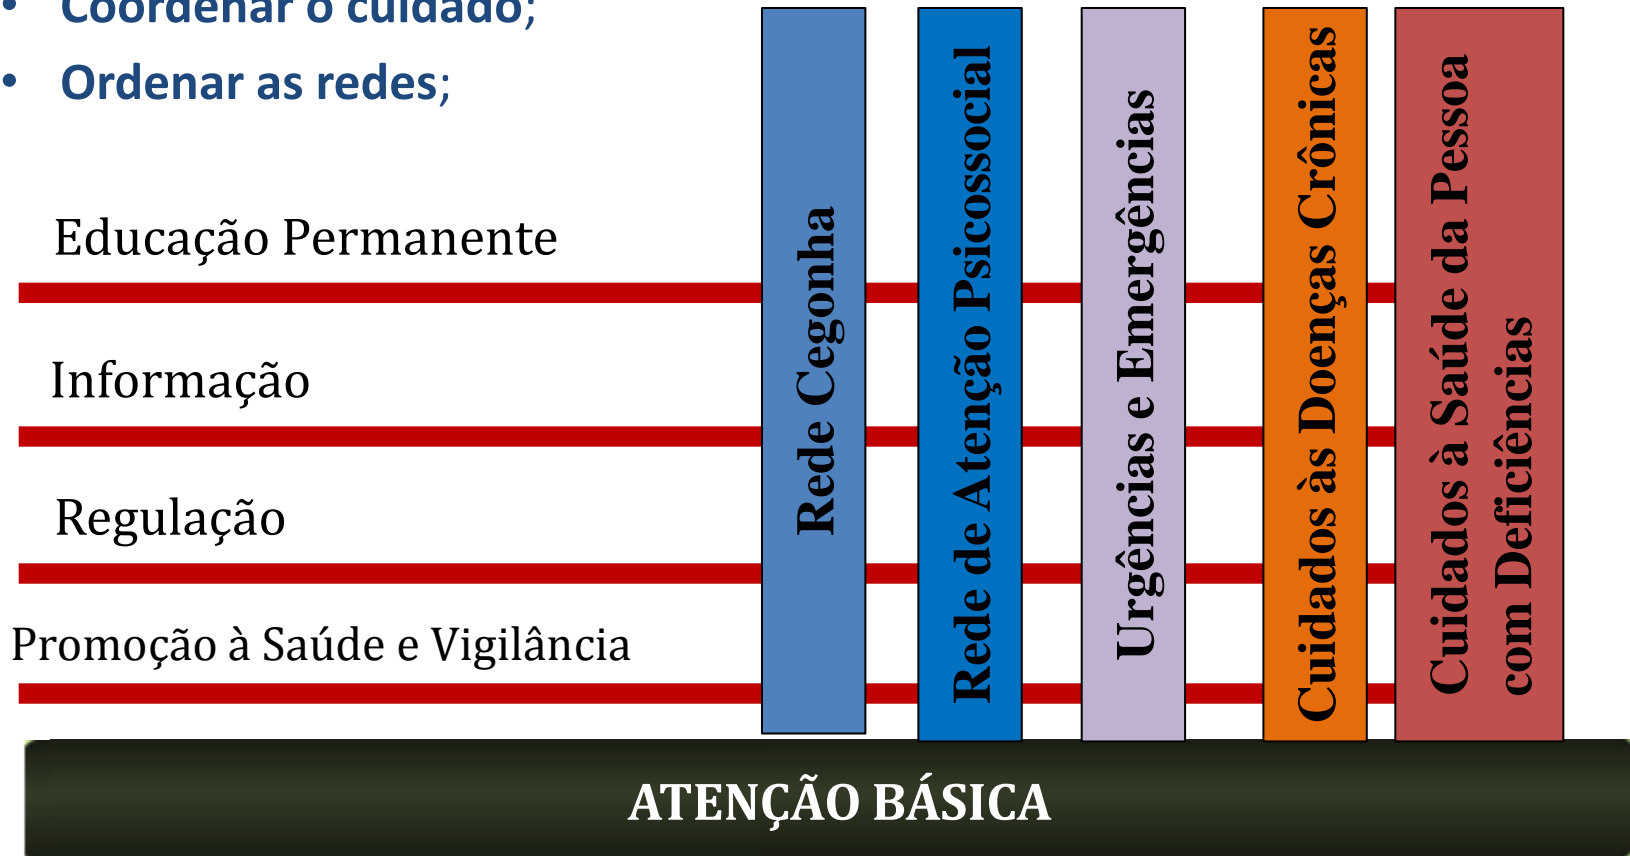 • Coordenar o cuidado;
• Ordenar as redes;
Educação Permanente
Informação
Regulação
Promoção à Saúde e Vigilância
Rede Cegonha
Rede de Atenção Psicossocial
Urgências e Emergências
Cuidados às Doenças Crônicas
Cuidados à Saúde da Pessoa
com Deficiências
ATENÇÃO BÁSICA